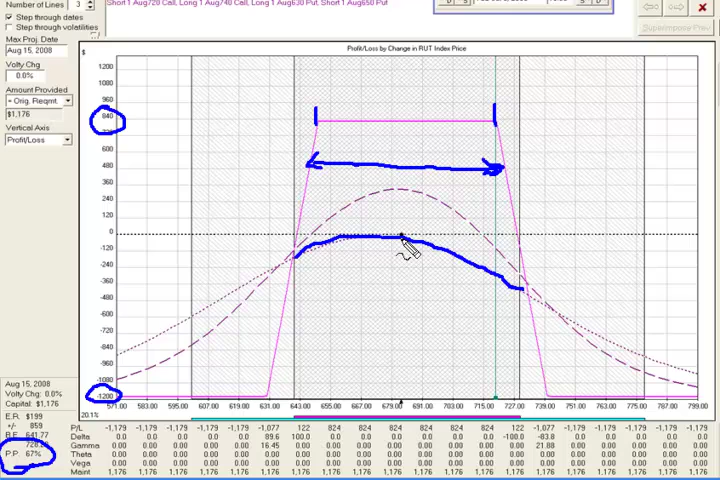 Number of Lines 3
Short 1 Aug720 Call, Long 1 Aug740 Call, Long 1 Aug630 Put, Short 1 Aug650 Put
Step through dates
Step through volatilities
Max Proj. Date
Aug 15, 2008
Volty Chg
0.0%
Amount Provided
= Orig. Reqmt.
$1,176
Vertical Axis
Profit/Loss
Superimpose Prev
Profit/Loss by Change in RUT Index Price
$
1200
1080
960
840
600
480
360
240
120
0
-120
-240
-360
-480
-600
-720
-840
-960
-1080
-1200
571.00 583.00 595.00 607.00 619.00 631.00 643.00 655.00 667.00 679.00 691.00 703.00 715.00 727.00 739.00 751.00 763.00 775.00 787.00 799.00
20.1%
Aug 15, 2008
Volty Chg: 0.0%
Capital: $1,176
E.R. $199
+/- 859
B.E. 641.77
P.P. 67%
P/L -1,179 -1,179 -1,179 -1,179 -1,179 -1,077 122 824 824 824 824 824 824 122 -1,077 -1,179 -1,179 -1,179 -1,179 -1,179
Delta 0.0 0.0 0.0 0.0 0.0 89.6 100.0 0.0 0.0 0.0 0.0 0.0 0.0 -100.0 -83.8 0.0 0.0 0.0 0.0 0.0
Gamma 0.00 0.00 0.00 0.00 0.00 16.45 0.00 0.00 0.00 0.00 0.00 0.00 0.00 0.00 21.88 0.00 0.00 0.00 0.00 0.00
Theta 0.00 0.00 0.00 0.00 0.00 0.00 0.00 0.00 0.00 0.00 0.00 0.00 0.00 0.00 0.00 0.00 0.00 0.00 0.00 0.00
Vega 0.00 0.00 0.00 0.00 0.00 0.00 0.00 0.00 0.00 0.00 0.00 0.00 0.00 0.00 0.00 0.00 0.00 0.00 0.00 0.00
Maint 1,176 1,176 1,176 1,176 1,176 1,176 1,176 1,176 1,176 1,176 1,176 1,176 1,176 1,176 1,176 1,176 1,176 1,176 1,176 1,176